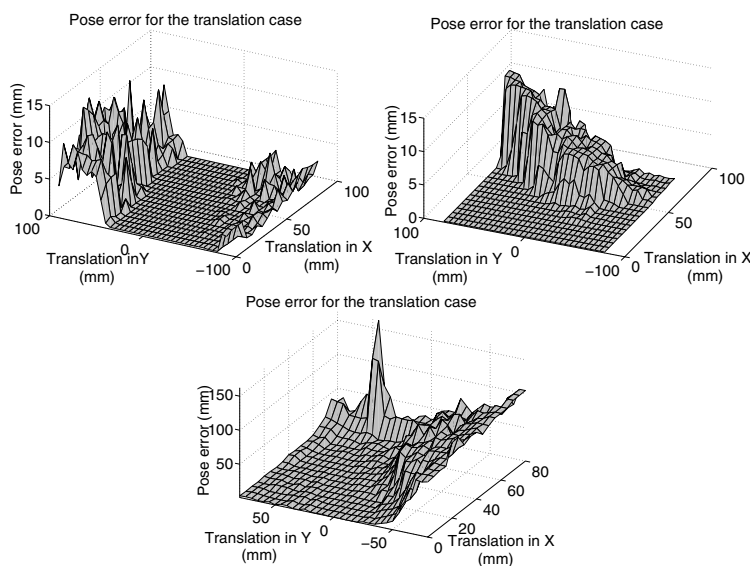 Pose error for the translation case
Pose error (mm)
15
10
5
0
100
0
−100
Translation inY
(mm)
0
50
100
Translation in X
(mm)
Pose error for the translation case
Pose error (mm)
15
10
5
0
100
0
−100
Translation in Y
(mm)
0
50
100
Translation in X
(mm)
Pose error for the translation case
Pose error (mm)
150
100
50
50
0
−50
Translation in Y
(mm)
0
20
40
60
80
Translation in X
(mm)